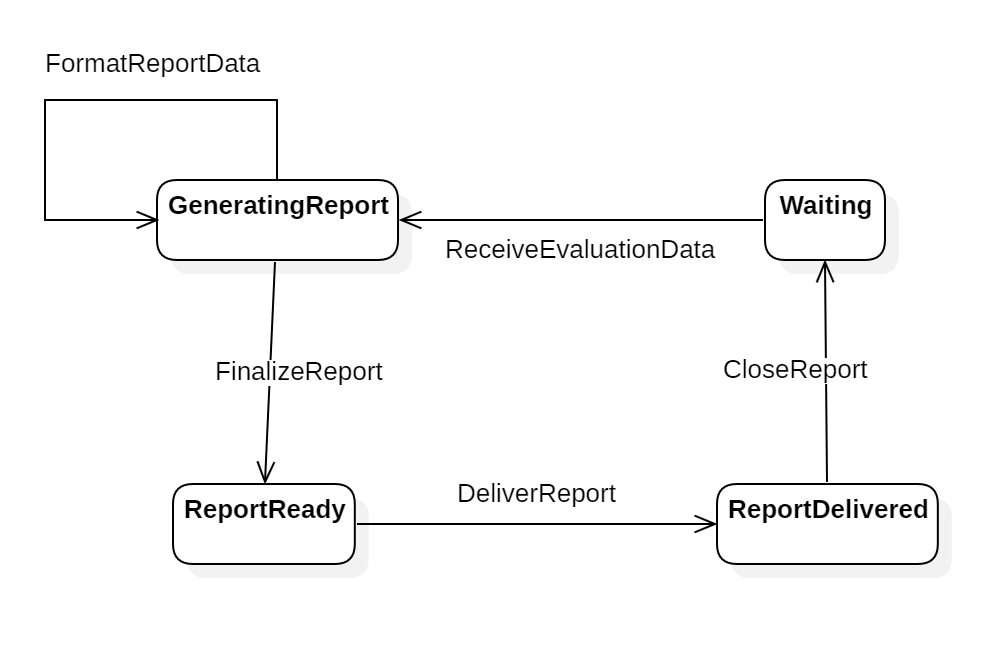 FormatReportData
GeneratingReport
Waiting
ReceiveEvaluationData
FinalizeReport
CloseReport
DeliverReport
ReportReady
ReportDelivered